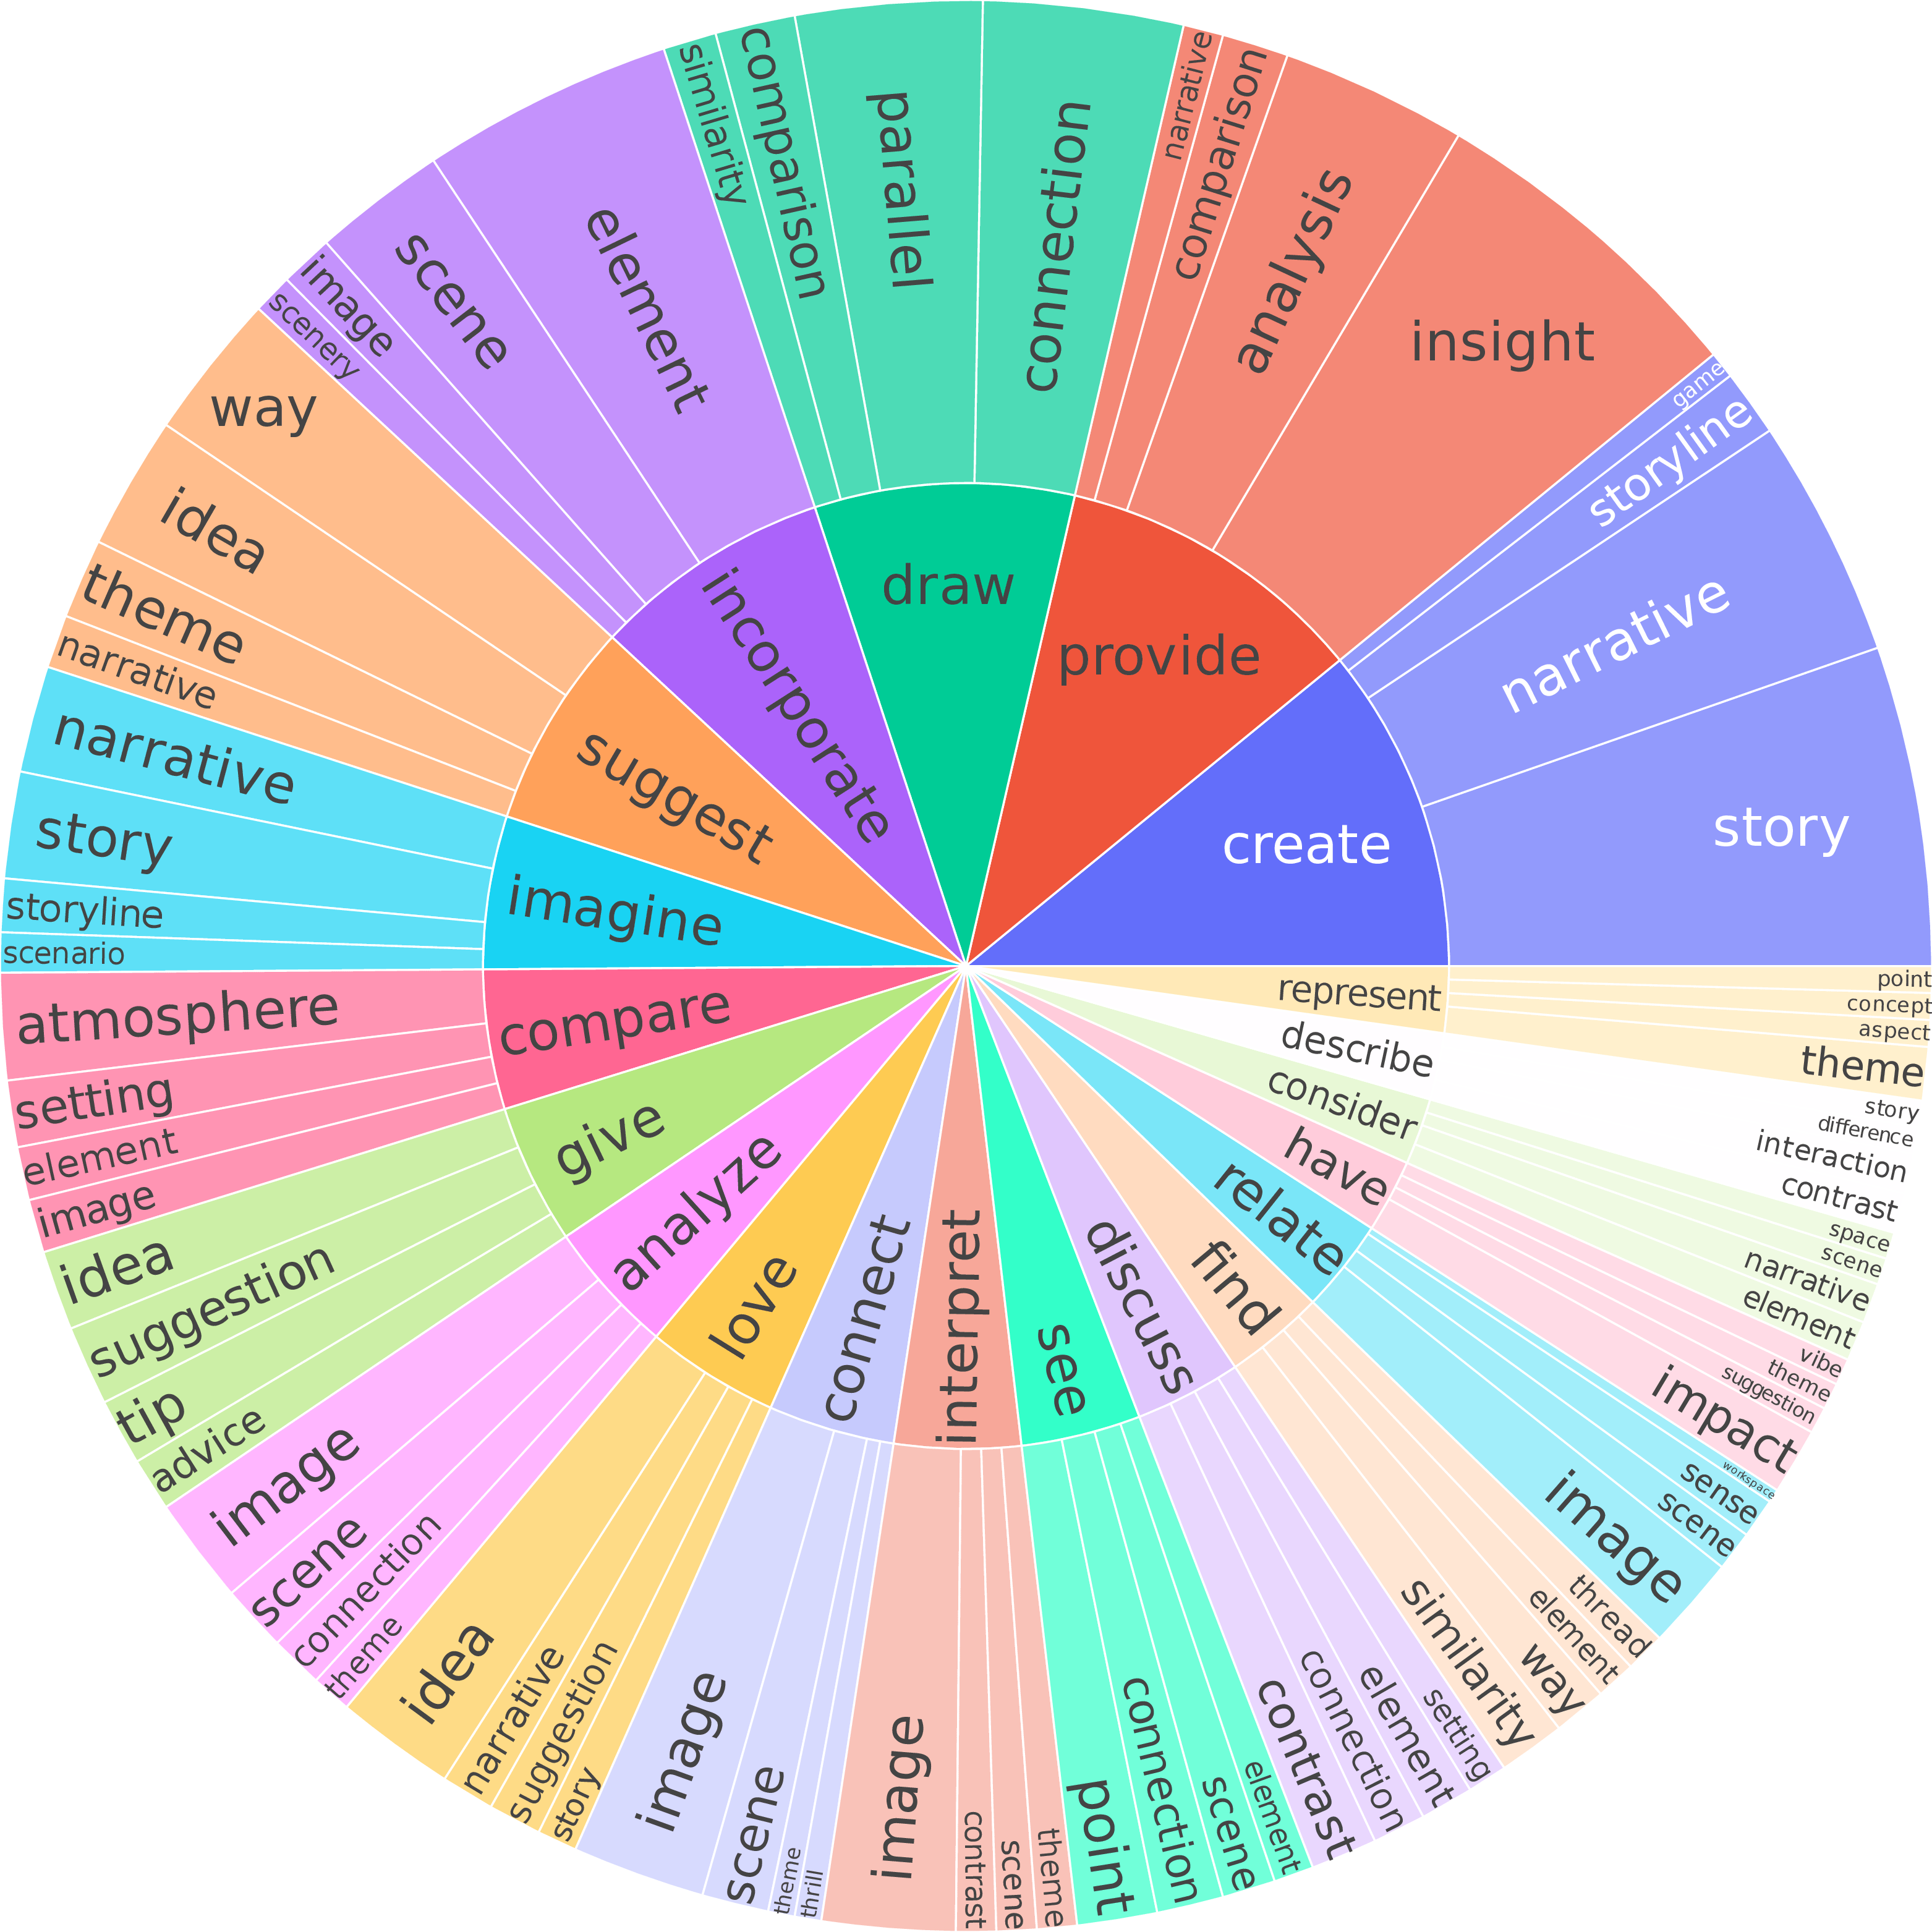 create
story
narrative
storyline
game
provide
insight
analysis
comparison
narrative
draw
connection
parallel
comparison
similarity
incorporate
element
scene
image
scenery
suggest
way
idea
theme
narrative
imagine
narrative
story
storyline
scenario
compare
atmosphere
setting
element
image
give
idea
suggestion
tip
advice
analyze
image
scene
connection
theme
love
idea
narrative
suggestion
story
connect
image
scene
theme
thrill
interpret
image
contrast
scene
theme
see
point
connection
scene
element
discuss
contrast
connection
element
setting
find
similarity
way
element
thread
relate
image
scene
sense
workspace
have
impact
suggestion
theme
vibe
consider
element
narrative
scene
space
describe
contrast
interaction
difference
story
represent
theme
aspect
concept
point